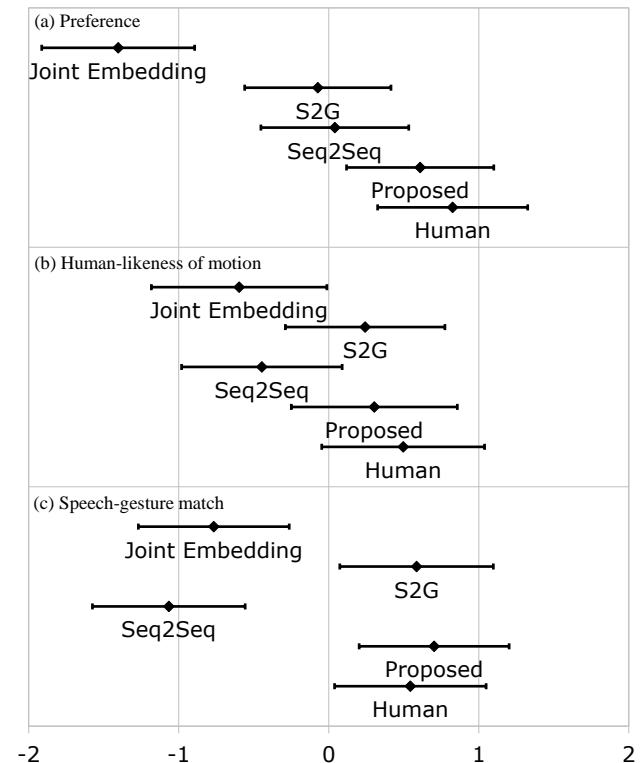 (a) Preference
Joint Embedding
S2G
Seq2Seq
Proposed
Human
(b) Human-likeness of motion
Joint Embedding
S2G
Seq2Seq
Proposed
Human
(c) Speech-gesture match
Joint Embedding
S2G
Seq2Seq
Proposed
Human
-2 -1 0 1 2